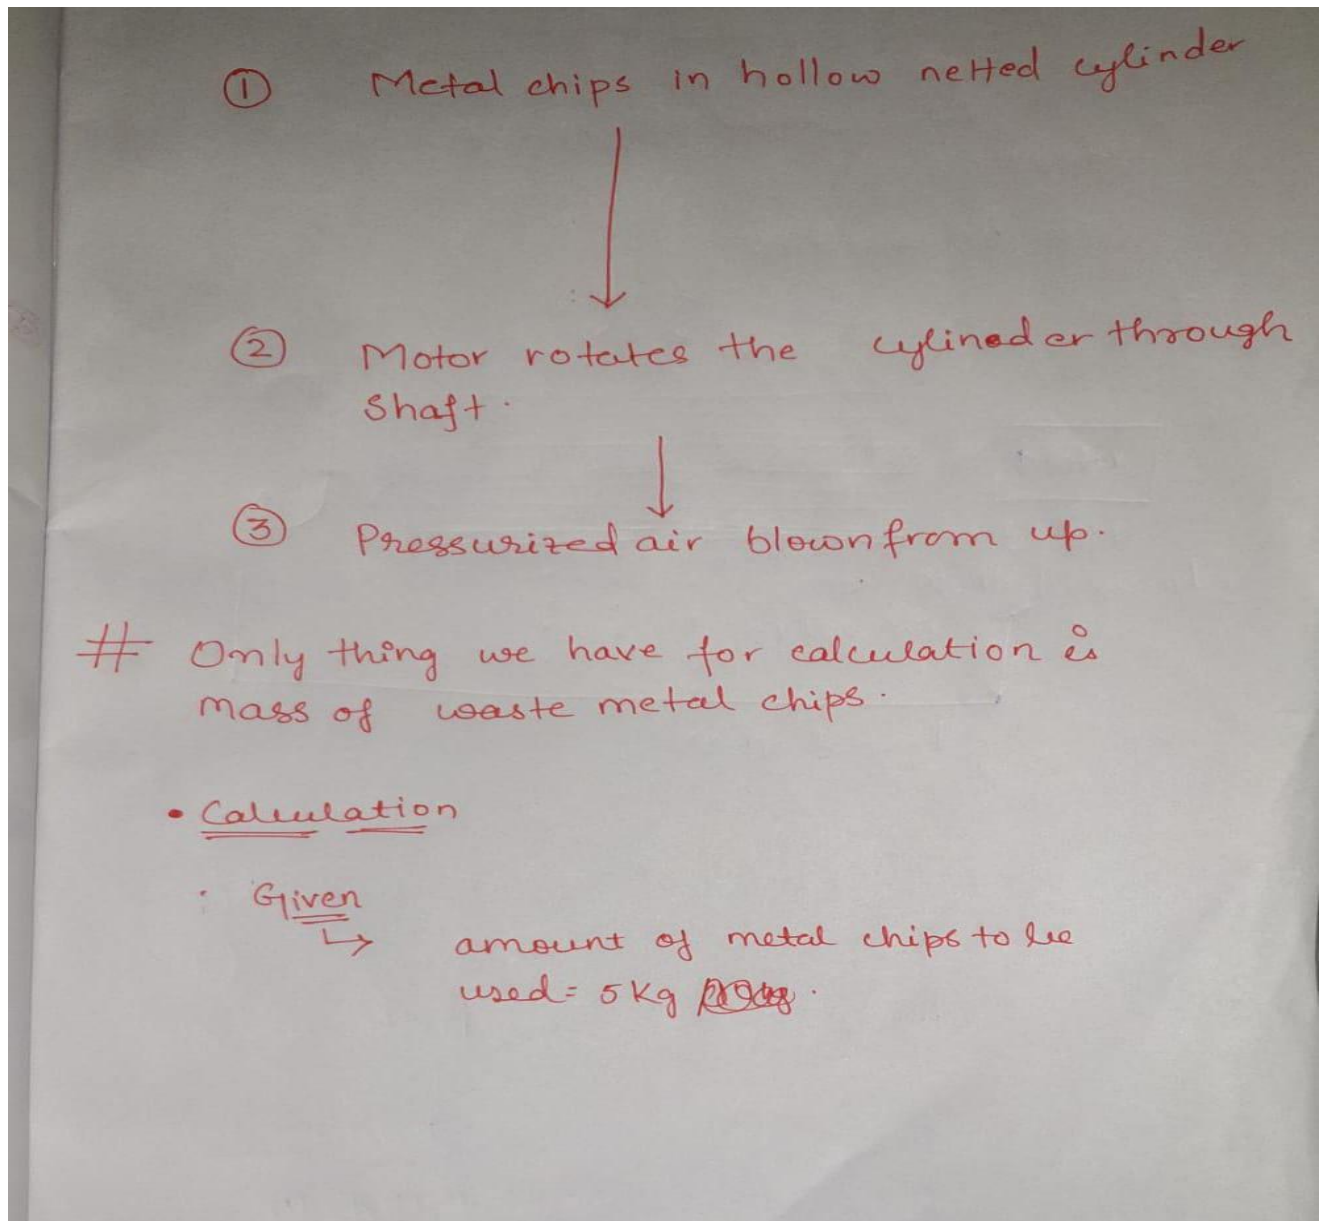 ① Metal chips in hollow netted cylinder
② Motor rotates the cylineder through
Shaft.
③ Pressurized air blown from up.
# Only thing we have for calculation is
mass of waste metal chips.
• Calculation
Given
↳ amount of metal chips to be
used = 5 Kg .